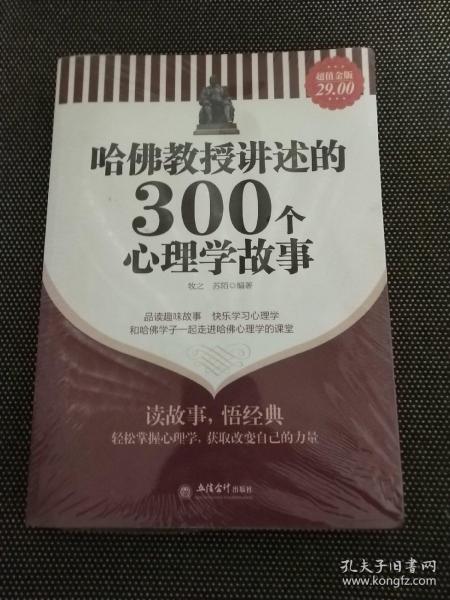 超值金版
29.00
哈佛教授讲述的
300个
心理学故事
牧之 苏陌◎编著
品读趣味故事 快乐学习心理学
和哈佛学子一起走进哈佛心理学的课堂
读故事，悟经典
轻松掌握心理学，获取改变自己的力量
立信会计出版社
孔夫子旧书网
www.kongfz.com